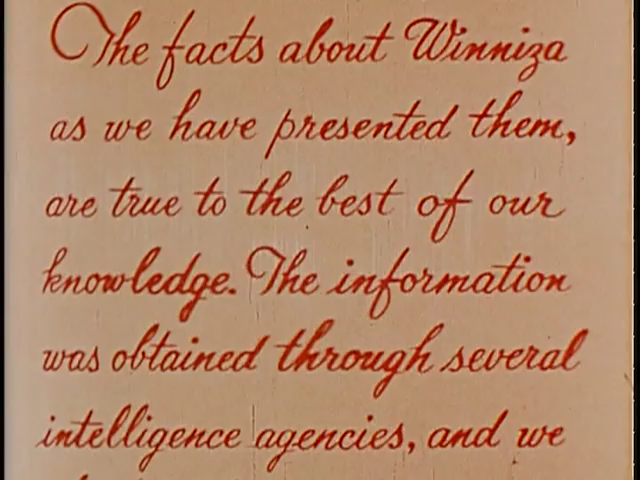 The facts about Winniza
as we have presented them,
are true to the best of our
knowledge. The information
was obtained through several
intelligence agencies, and we